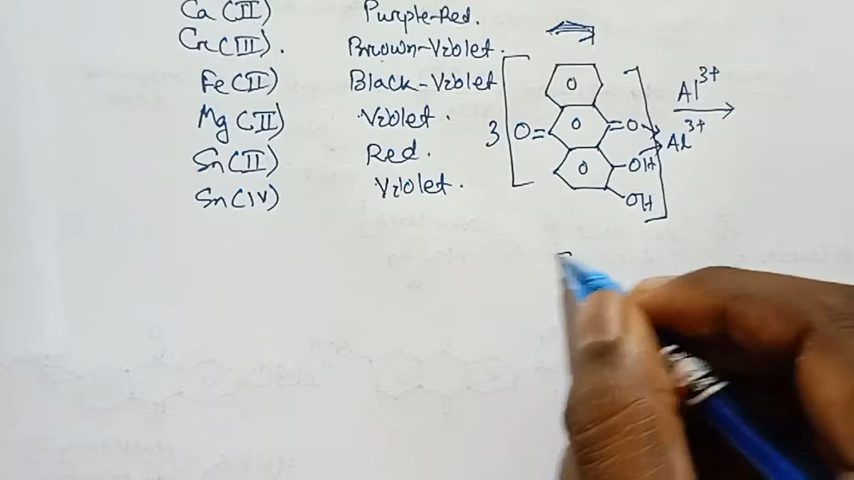 Ca (II) Purple-Red.
Cr (III). Brown-Violet.
Fe (II) Black-Violet
Mg (II) Violet.
Sn (II) Red.
Sn (IV) Violet.
3 [ O= =O OH OH ] Al3+
Al3+